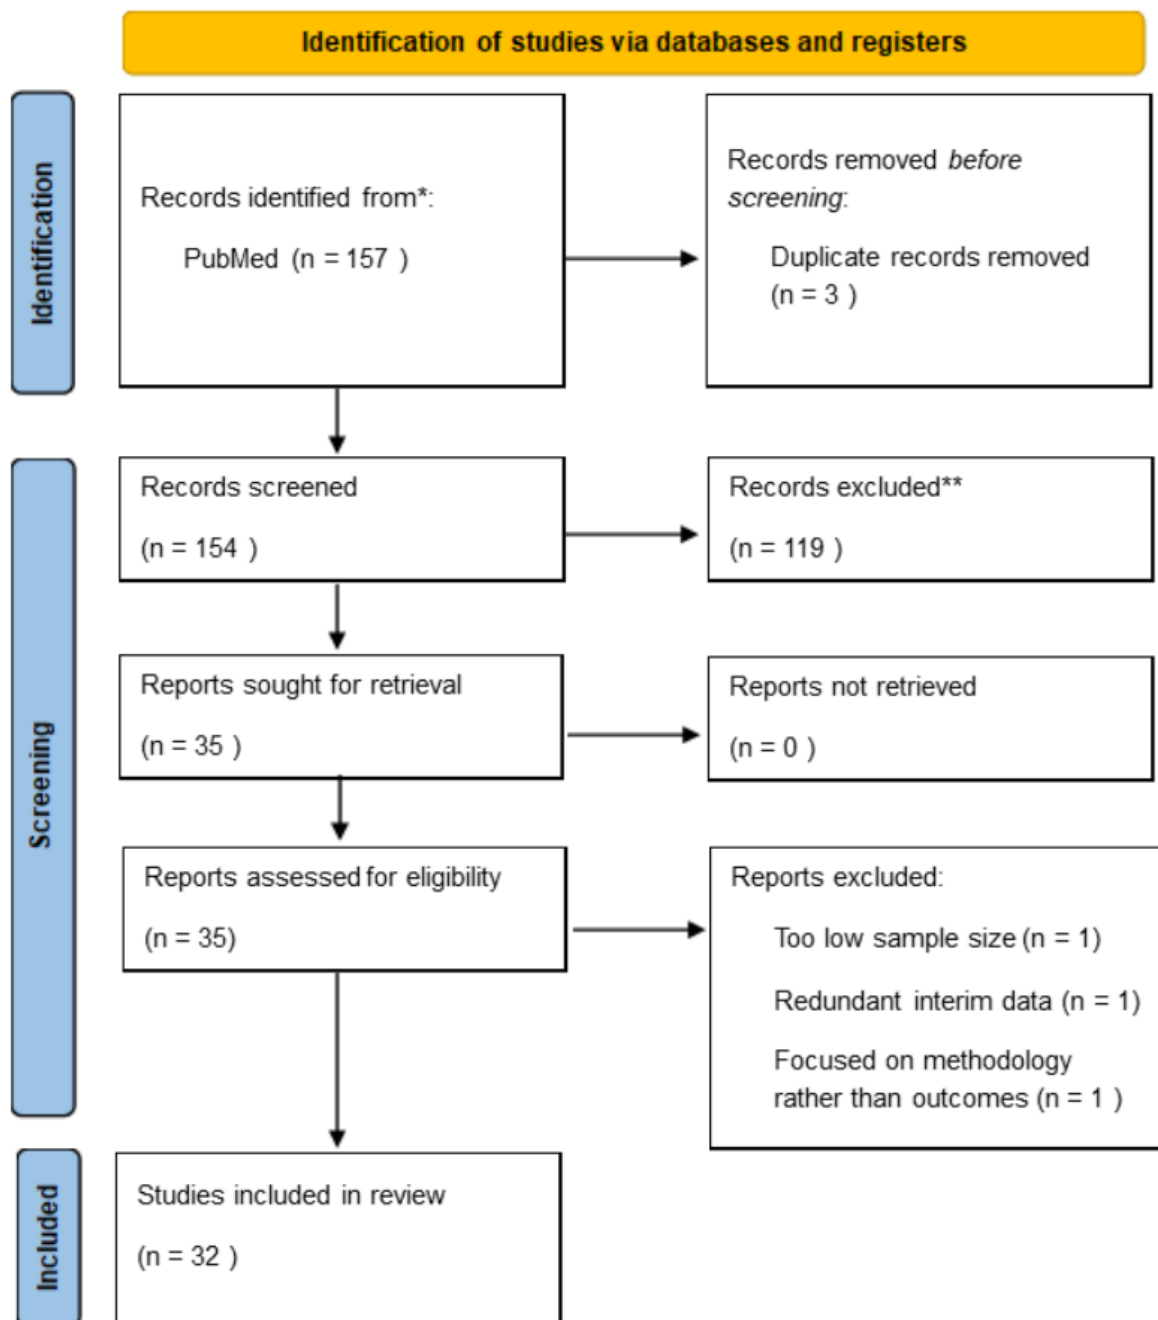 Identification of studies via databases and registers
Identification
Records identified from*:
PubMed (n = 157 )
Records removed before
screening:
Duplicate records removed
(n = 3 )
Screening
Records screened
(n = 154 )
Records excluded**
(n = 119 )
Reports sought for retrieval
(n = 35 )
Reports not retrieved
(n = 0 )
Reports assessed for eligibility
(n = 35)
Reports excluded:
Too low sample size (n = 1)
Redundant interim data (n = 1)
Focused on methodology
rather than outcomes (n = 1 )
Included
Studies included in review
(n = 32 )